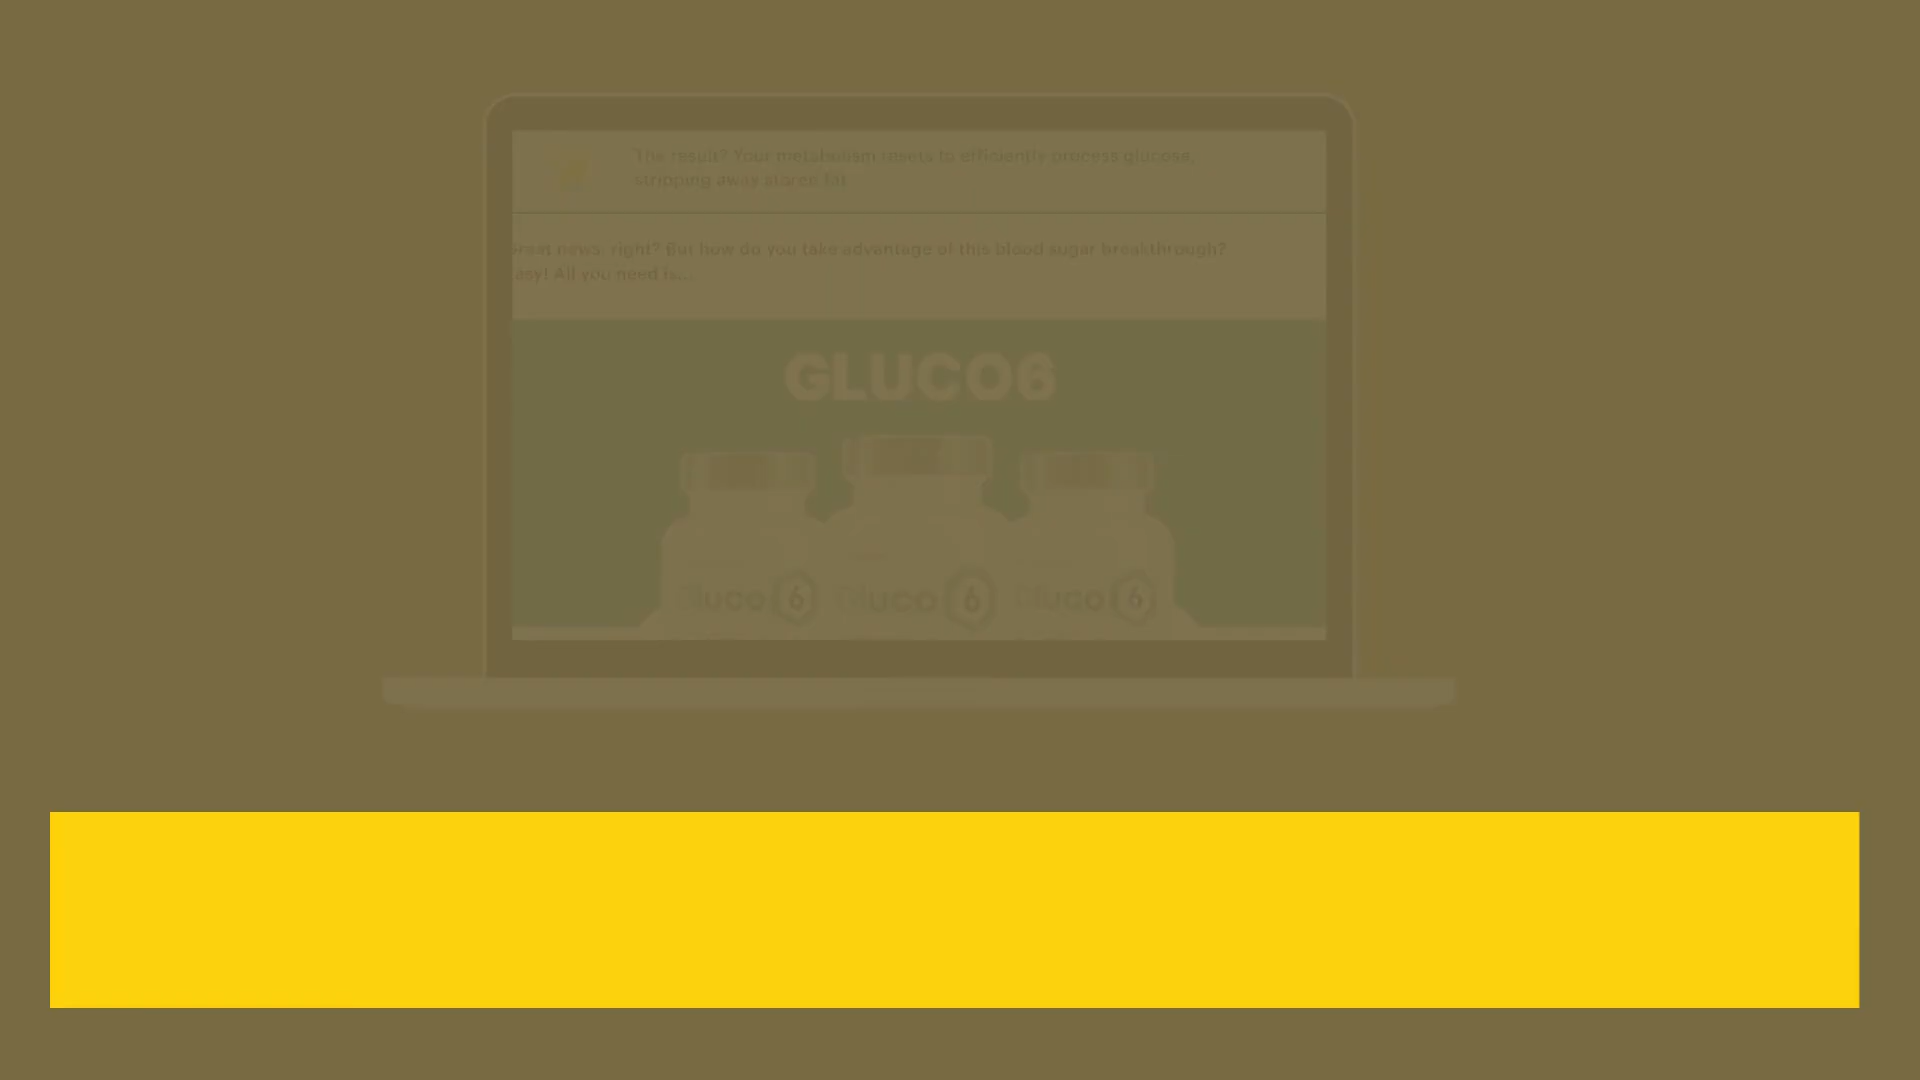 The result? Your metabolism resets to efficiently process glucose,
stripping away stored fat
Great news, right? But how do you take advantage of this blood sugar breakthrough?
asy! All you need is...
GLUCO6
Gluco 6 Gluco 6 Gluco 6